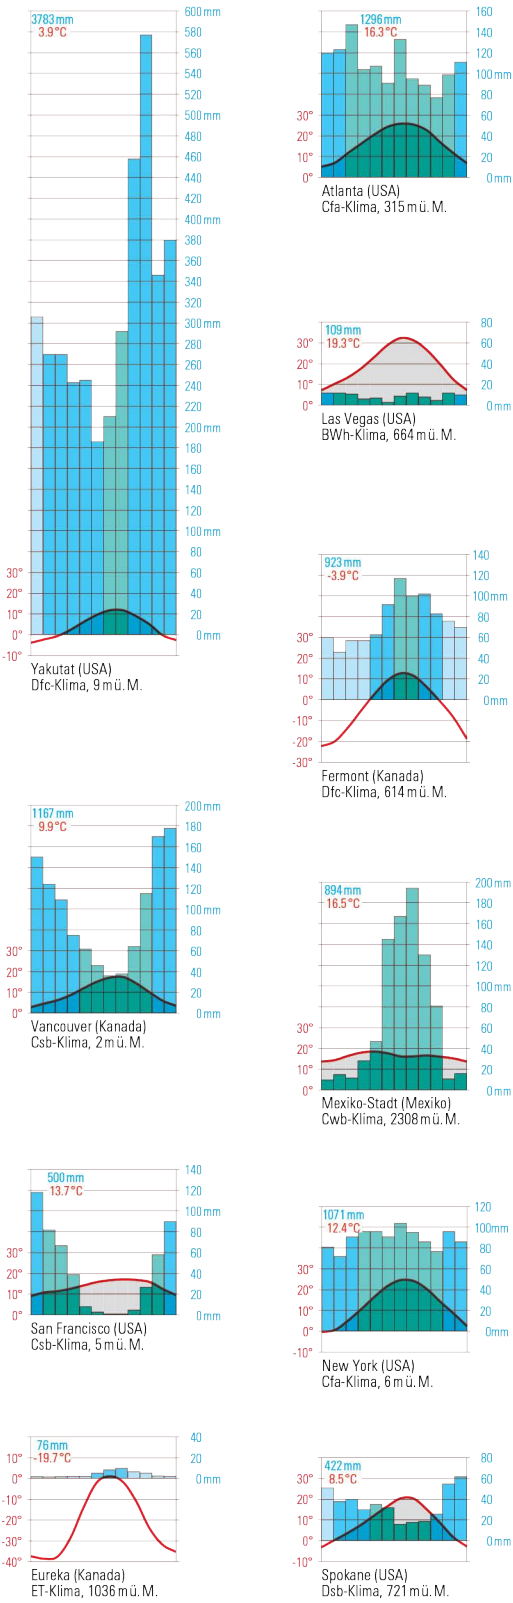 3783 mm
3.9 °C
600 mm
580
560
540
520
500 mm
480
460
440
420
400 mm
380
360
340
320
300 mm
280
260
240
220
200 mm
180
160
140
120
100 mm
80
60
40
20
0 mm
30°
20°
10°
0°
-10°
Yakutat (USA)
Dfc-Klima, 9 m ü. M.
1296 mm
16.3 °C
160
140
120
100 mm
80
60
40
20
0 mm
30°
20°
10°
0°
Atlanta (USA)
Cfa-Klima, 315 m ü. M.
109 mm
19.3 °C
80
60
40
20
0 mm
30°
20°
10°
0°
Las Vegas (USA)
BWh-Klima, 664 m ü. M.
923 mm
-3.9 °C
140
120
100 mm
80
60
40
20
0 mm
30°
20°
10°
0°
-10°
-20°
-30°
Fermont (Kanada)
Dfc-Klima, 614 m ü. M.
1167 mm
9.9 °C
200 mm
180
160
140
120
100 mm
80
60
40
20
0 mm
30°
20°
10°
0°
Vancouver (Kanada)
Csb-Klima, 2 m ü. M.
894 mm
16.5 °C
200 mm
180
160
140
120
100 mm
80
60
40
20
0 mm
30°
20°
10°
0°
Mexiko-Stadt (Mexiko)
Cwb-Klima, 2308 m ü. M.
500 mm
13.7 °C
140
120
100 mm
80
60
40
20
0 mm
30°
20°
10°
0°
San Francisco (USA)
Csb-Klima, 5 m ü. M.
1071 mm
12.4 °C
120
100 mm
80
60
40
20
0 mm
30°
20°
10°
0°
-10°
New York (USA)
Cfa-Klima, 6 m ü. M.
76 mm
-19.7 °C
40
20
0 mm
10°
0°
-10°
-20°
-30°
-40°
Eureka (Kanada)
ET-Klima, 1036 m ü. M.
422 mm
8.5 °C
80
60
40
20
0 mm
30°
20°
10°
0°
-10°
Spokane (USA)
Dsb-Klima, 721 m ü. M.